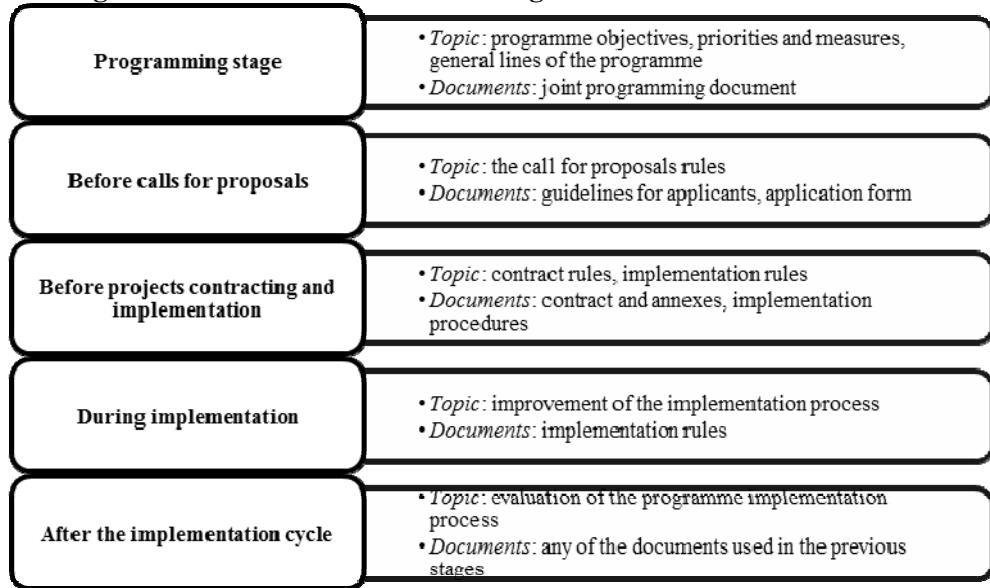 Programming stage
• Topic: programme objectives, priorities and measures,
general lines of the programme
• Documents: joint programming document
Before calls for proposals
• Topic: the call for proposals rules
• Documents: guidelines for applicants, application form
Before projects contracting and
implementation
• Topic: contract rules, implementation rules
• Documents: contract and annexes, implementation
procedures
During implementation
• Topic: improvement of the implementation process
• Documents: implementation rules
After the implementation cycle
• Topic: evaluation of the programme implementation
process
• Documents: any of the documents used in the previous
stages